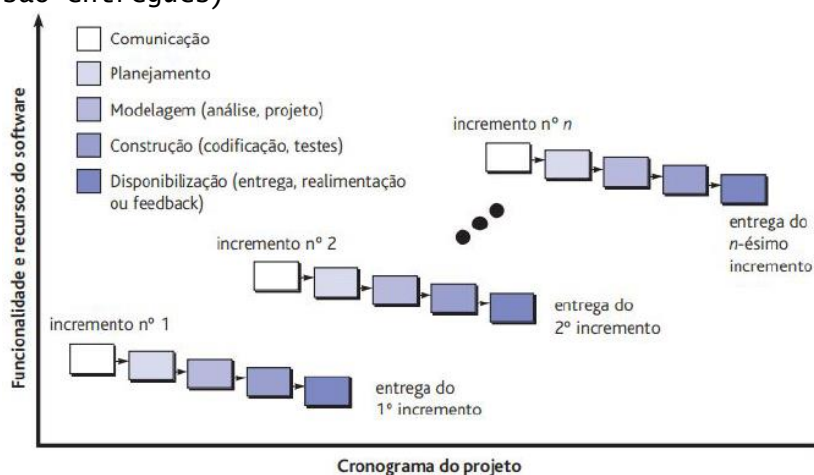 são entregues)
Comunicação
Planejamento
Modelagem (análise, projeto)
Construção (codificação, testes)
Disponibilização (entrega, realimentação
ou feedback)
Funcionalidade e recursos do software
incremento nº n
entrega do
n-ésimo
incremento
incremento nº 2
entrega do
2º incremento
incremento nº 1
entrega do
1º incremento
Cronograma do projeto